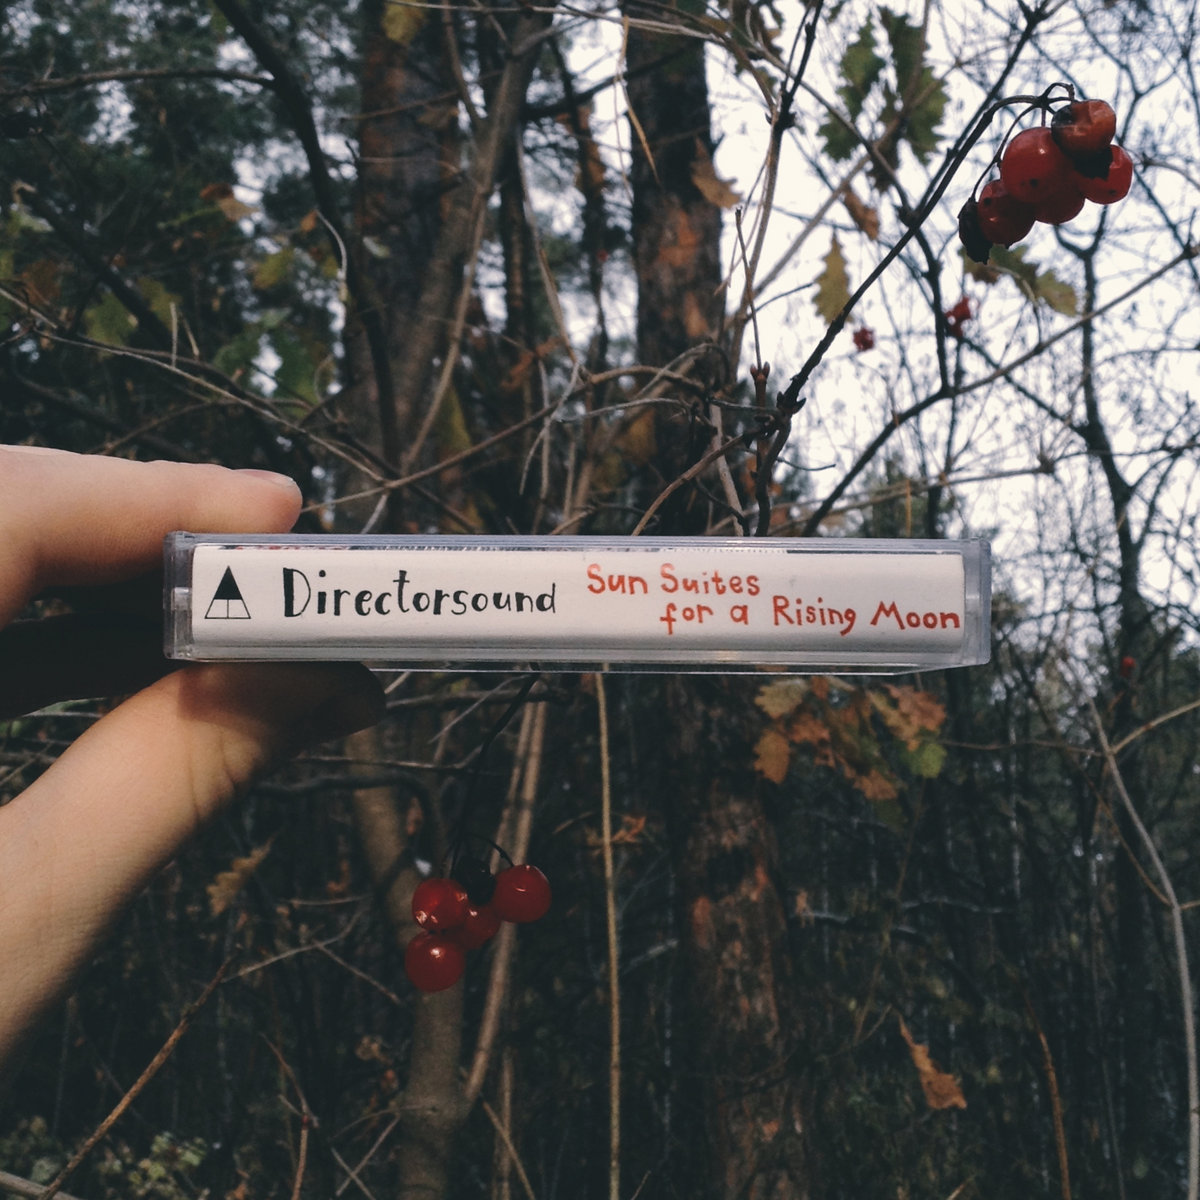 Directorsound
Sun Suites
for a Rising Moon